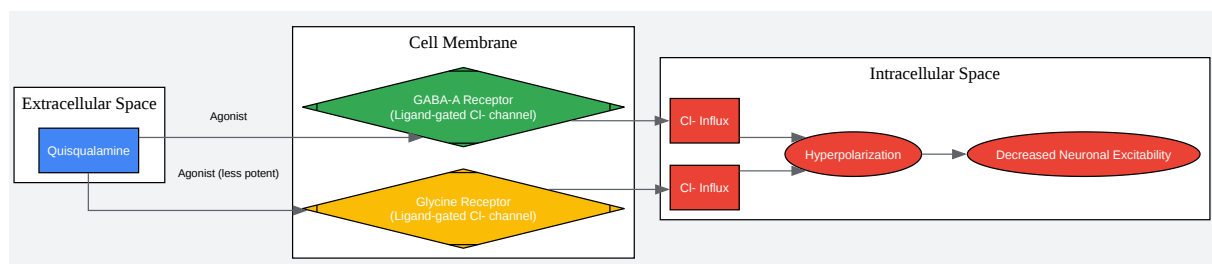 Extracellular Space
Quisqualamine
Agonist
Agonist (less potent)
Cell Membrane
GABA-A Receptor
(Ligand-gated Cl- channel)
Glycine Receptor
(Ligand-gated Cl- channel)
Intracellular Space
Cl- Influx
Cl- Influx
Hyperpolarization
Decreased Neuronal Excitability